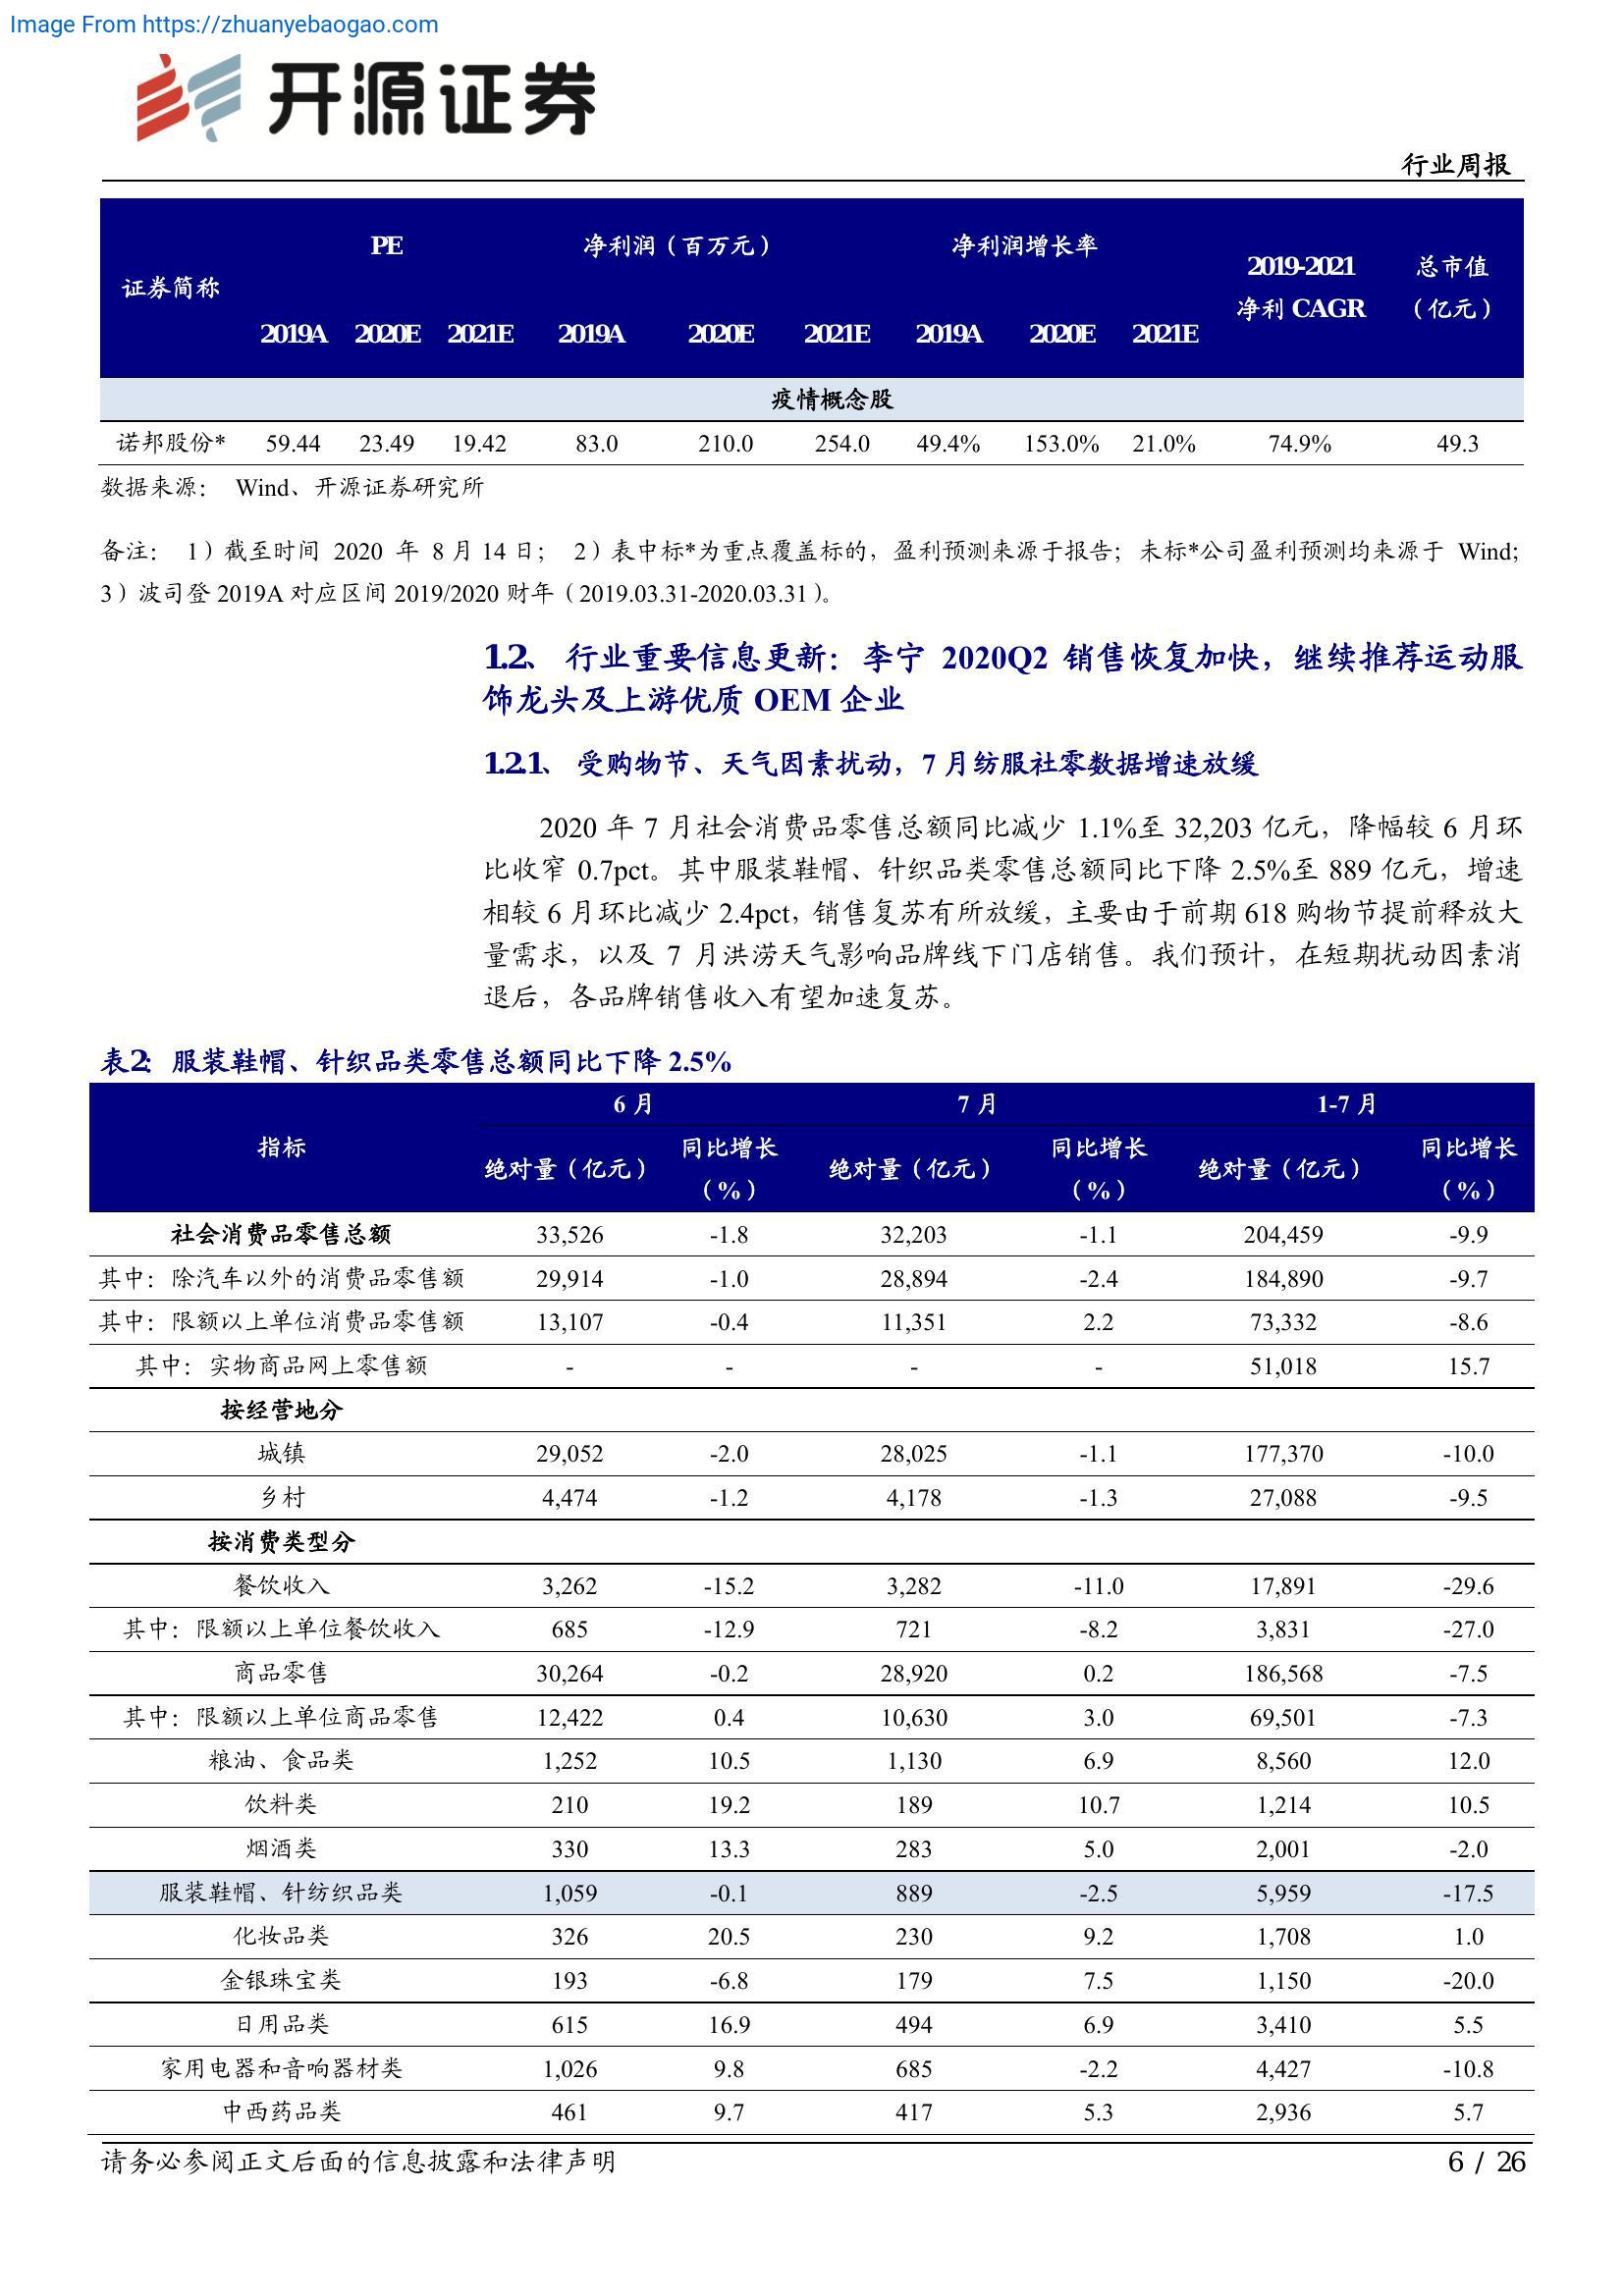 Image From https://zhuanyebaogao.com
开源证券
行业周报
证券简称 PE 净利润（百万元） 净利润增长率 2019-2021 净利 CAGR 总市值（亿元）
2019A 2020E 2021E 2019A 2020E 2021E 2019A 2020E 2021E
疫情概念股
诺邦股份* 59.44 23.49 19.42 83.0 210.0 254.0 49.4% 153.0% 21.0% 74.9% 49.3
数据来源： Wind、开源证券研究所
备注： 1）截至时间 2020 年 8 月 14 日； 2）表中标*为重点覆盖标的，盈利预测来源于报告；未标*公司盈利预测均来源于 Wind;
3）波司登 2019A 对应区间 2019/2020 财年（2019.03.31-2020.03.31）。
1.2、 行业重要信息更新：李宁 2020Q2 销售恢复加快，继续推荐运动服
饰龙头及上游优质 OEM 企业
1.2.1、 受购物节、天气因素扰动，7 月纺服社零数据增速放缓
2020 年 7 月社会消费品零售总额同比减少 1.1%至 32,203 亿元，降幅较 6 月环
比收窄 0.7pct。其中服装鞋帽、针织品类零售总额同比下降 2.5%至 889 亿元，增速
相较 6 月环比减少 2.4pct，销售复苏有所放缓，主要由于前期 618 购物节提前释放大
量需求，以及 7 月洪涝天气影响品牌线下门店销售。我们预计，在短期扰动因素消
退后，各品牌销售收入有望加速复苏。
表2： 服装鞋帽、针织品类零售总额同比下降 2.5%
指标 6 月 7 月 1-7 月
绝对量（亿元） 同比增长（%） 绝对量（亿元） 同比增长（%） 绝对量（亿元） 同比增长（%）
社会消费品零售总额 33,526 -1.8 32,203 -1.1 204,459 -9.9
其中：除汽车以外的消费品零售额 29,914 -1.0 28,894 -2.4 184,890 -9.7
其中：限额以上单位消费品零售额 13,107 -0.4 11,351 2.2 73,332 -8.6
其中：实物商品网上零售额 - - - - 51,018 15.7
按经营地分
城镇 29,052 -2.0 28,025 -1.1 177,370 -10.0
乡村 4,474 -1.2 4,178 -1.3 27,088 -9.5
按消费类型分
餐饮收入 3,262 -15.2 3,282 -11.0 17,891 -29.6
其中：限额以上单位餐饮收入 685 -12.9 721 -8.2 3,831 -27.0
商品零售 30,264 -0.2 28,920 0.2 186,568 -7.5
其中：限额以上单位商品零售 12,422 0.4 10,630 3.0 69,501 -7.3
粮油、食品类 1,252 10.5 1,130 6.9 8,560 12.0
饮料类 210 19.2 189 10.7 1,214 10.5
烟酒类 330 13.3 283 5.0 2,001 -2.0
服装鞋帽、针纺织品类 1,059 -0.1 889 -2.5 5,959 -17.5
化妆品类 326 20.5 230 9.2 1,708 1.0
金银珠宝类 193 -6.8 179 7.5 1,150 -20.0
日用品类 615 16.9 494 6.9 3,410 5.5
家用电器和音响器材类 1,026 9.8 685 -2.2 4,427 -10.8
中西药品类 461 9.7 417 5.3 2,936 5.7
请务必参阅正文后面的信息披露和法律声明 6 / 26